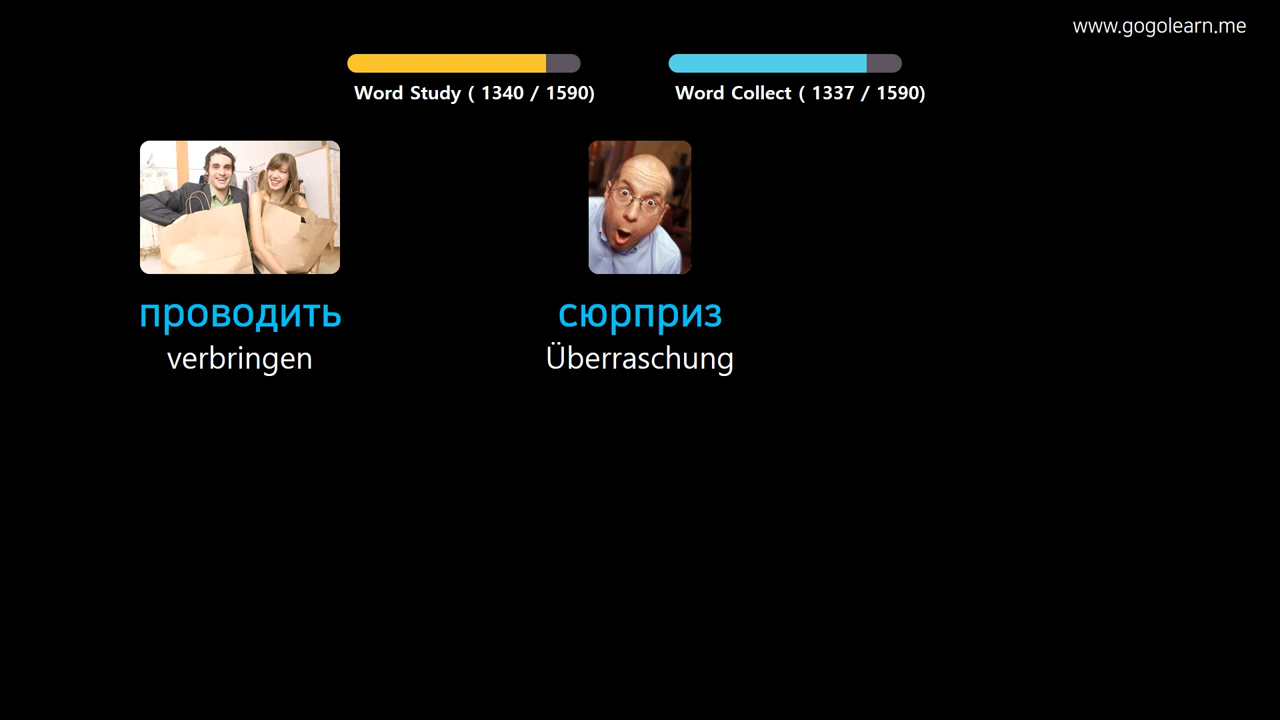 www.gogolearn.me
Word Study ( 1340 / 1590)
Word Collect ( 1337 / 1590)
проводить
verbringen
сюрприз
Überraschung